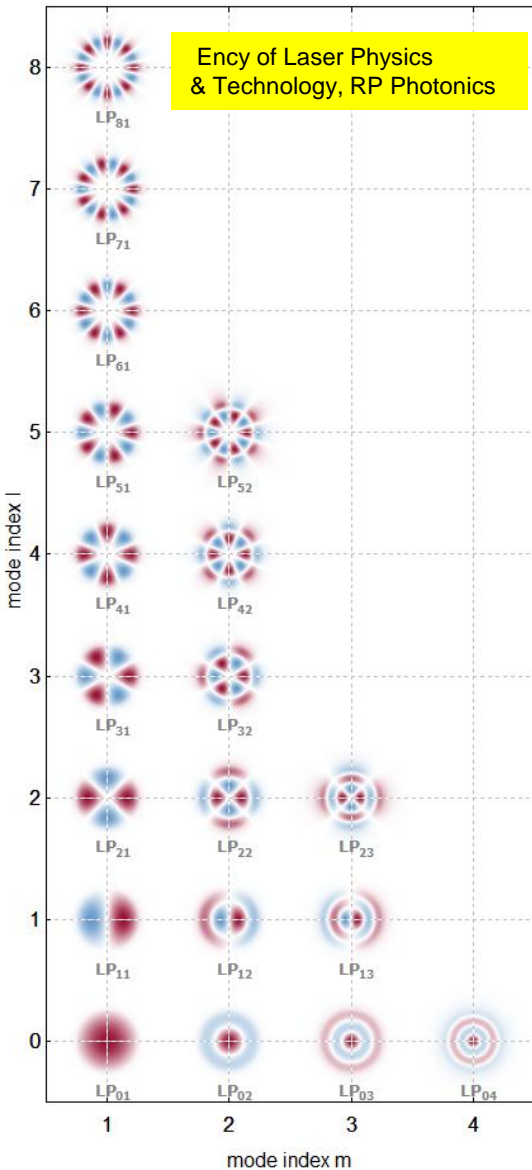 Ency of Laser Physics
& Technology, RP Photonics
8
LP₈₁
7
LP₇₁
6
LP₆₁
5
LP₅₁ LP₅₂
4
LP₄₁ LP₄₂
3
LP₃₁ LP₃₂
2
LP₂₁ LP₂₂ LP₂₃
1
LP₁₁ LP₁₂ LP₁₃
0
LP₀₁ LP₀₂ LP₀₃ LP₀₄
mode index l
1 2 3 4
mode index m